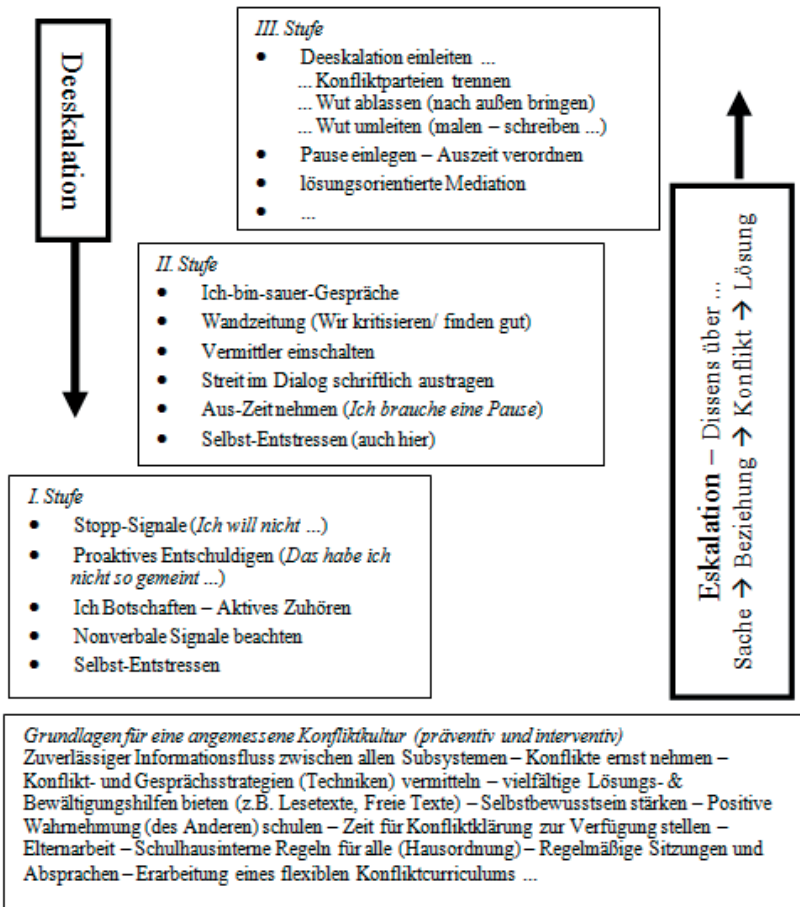 Deeskalation
III. Stufe
• Deeskalation einleiten ...
... Konfliktparteien trennen
... Wut ablassen (nach außen bringen)
... Wut umleiten (malen – schreiben ...)
• Pause einlegen – Auszeit verordnen
• lösungsorientierte Mediation
• ...
II. Stufe
• Ich-bin-sauer-Gespräche
• Wandzeitung (Wir kritisieren/ finden gut)
• Vermittler einschalten
• Streit im Dialog schriftlich austragen
• Aus-Zeit nehmen (Ich brauche eine Pause)
• Selbst-Entstressen (auch hier)
I. Stufe
• Stopp-Signale (Ich will nicht ...)
• Proaktives Entschuldigen (Das habe ich
nicht so gemeint ...)
• Ich Botschaften – Aktives Zuhören
• Nonverbale Signale beachten
• Selbst-Entstressen
Eskalation – Dissens über ...
Sache → Beziehung → Konflikt → Lösung
Grundlagen für eine angemessene Konfliktkultur (präventiv und interventiv)
Zuverlässiger Informationsfluss zwischen allen Subsystemen – Konflikte ernst nehmen –
Konflikt- und Gesprächsstrategien (Techniken) vermitteln – vielfältige Lösungs- &
Bewältigungshilfen bieten (z.B. Lesetexte, Freie Texte) – Selbstbewusstsein stärken – Positive
Wahrnehmung (des Anderen) schulen – Zeit für Konfliktklärung zur Verfügung stellen –
Elternarbeit – Schulhausinterne Regeln für alle (Hausordnung) – Regelmäßige Sitzungen und
Absprachen – Erarbeitung eines flexiblen Konfliktcurriculums ...